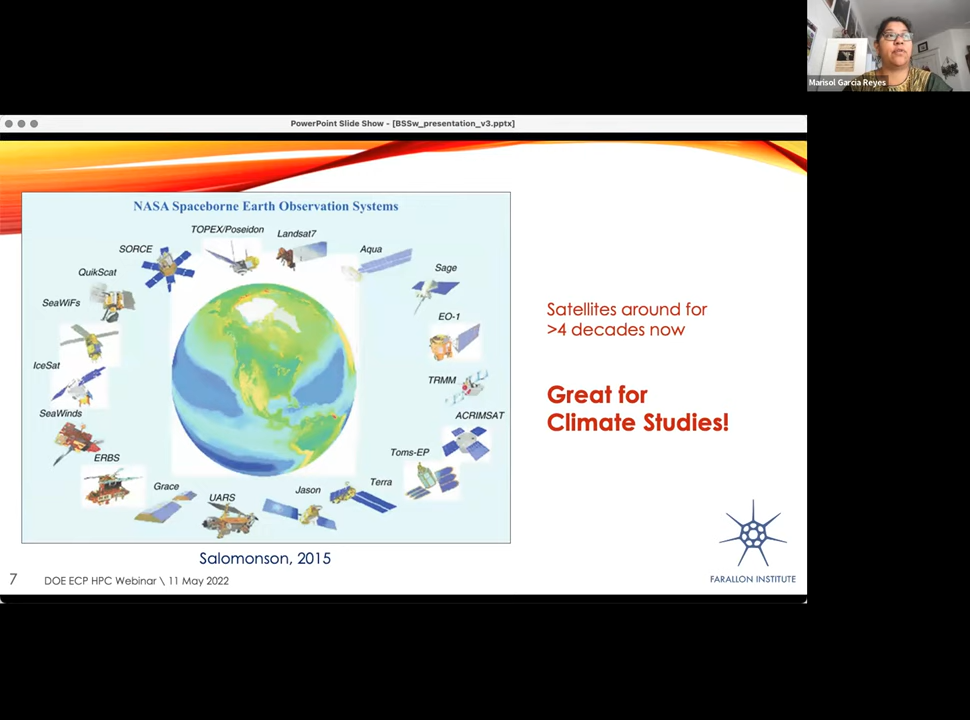 Marisol Garcia Reyes
PowerPoint Slide Show - [BSSw_presentation_v3.pptx]
NASA Spaceborne Earth Observation Systems
TOPEX/Poseidon
Landsat7
SORCE
Aqua
QuikScat
Sage
SeaWiFs
EO-1
IceSat
TRMM
SeaWinds
ACRIMSAT
ERBS
Toms-EP
Grace
UARS
Jason
Terra
Satellites around for
>4 decades now
Great for
Climate Studies!
Salomonson, 2015
7
DOE ECP HPC Webinar \ 11 May 2022
FARALLON INSTITUTE